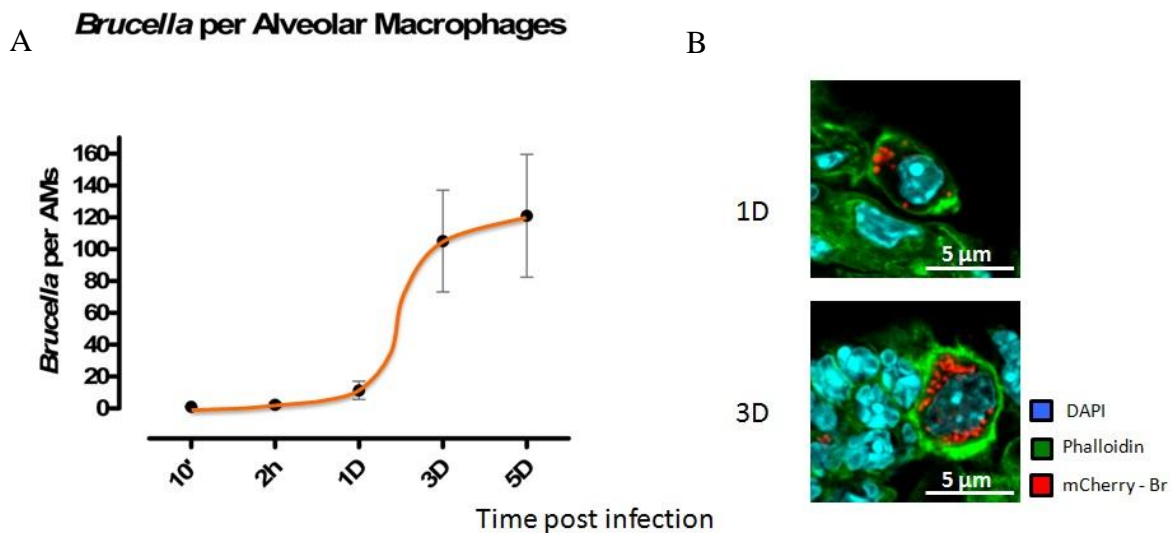 A
Brucella per Alveolar Macrophages
B
Brucella per AMs
160
140
120
100
80
60
40
20
0
10'
2h
1D
3D
5D
Time post infection
1D
5 µm
3D
5 µm
DAPI
Phalloidin
mCherry - Br